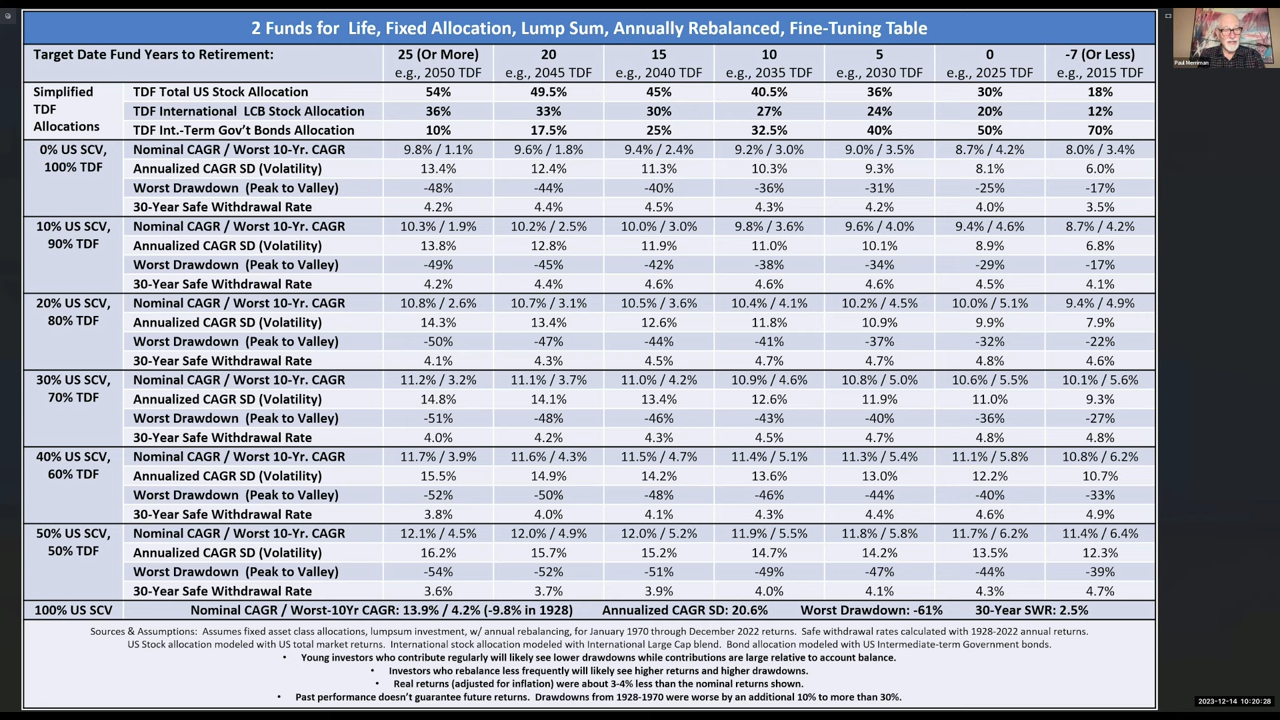 2 Funds for Life, Fixed Allocation, Lump Sum, Annually Rebalanced, Fine-Tuning Table
Target Date Fund Years to Retirement: 25 (Or More) 20 15 10 5 0 -7 (Or Less)
e.g., 2050 TDF e.g., 2045 TDF e.g., 2040 TDF e.g., 2035 TDF e.g., 2030 TDF e.g., 2025 TDF e.g., 2015 TDF
Simplified TDF Total US Stock Allocation 54% 49.5% 45% 40.5% 36% 30% 18%
TDF TDF International LCB Stock Allocation 36% 33% 30% 27% 24% 20% 12%
Allocations TDF Int.-Term Gov't Bonds Allocation 10% 17.5% 25% 32.5% 40% 50% 70%
0% US SCV, Nominal CAGR / Worst 10-Yr. CAGR 9.8% / 1.1% 9.6% / 1.8% 9.4% / 2.4% 9.2% / 3.0% 9.0% / 3.5% 8.7% / 4.2% 8.0% / 3.4%
100% TDF Annualized CAGR SD (Volatility) 13.4% 12.4% 11.3% 10.3% 9.3% 8.1% 6.0%
Worst Drawdown (Peak to Valley) -48% -44% -40% -36% -31% -25% -17%
30-Year Safe Withdrawal Rate 4.2% 4.4% 4.5% 4.3% 4.2% 4.0% 3.5%
10% US SCV, Nominal CAGR / Worst 10-Yr. CAGR 10.3% / 1.9% 10.2% / 2.5% 10.0% / 3.0% 9.8% / 3.6% 9.6% / 4.0% 9.4% / 4.6% 8.7% / 4.2%
90% TDF Annualized CAGR SD (Volatility) 13.8% 12.8% 11.9% 11.0% 10.1% 8.9% 6.8%
Worst Drawdown (Peak to Valley) -49% -45% -42% -38% -34% -29% -17%
30-Year Safe Withdrawal Rate 4.2% 4.4% 4.6% 4.6% 4.6% 4.5% 4.1%
20% US SCV, Nominal CAGR / Worst 10-Yr. CAGR 10.8% / 2.6% 10.7% / 3.1% 10.5% / 3.6% 10.4% / 4.1% 10.2% / 4.5% 10.0% / 5.1% 9.4% / 4.9%
80% TDF Annualized CAGR SD (Volatility) 14.3% 13.4% 12.6% 11.8% 10.9% 9.9% 7.9%
Worst Drawdown (Peak to Valley) -50% -47% -44% -41% -37% -32% -22%
30-Year Safe Withdrawal Rate 4.1% 4.3% 4.5% 4.7% 4.7% 4.8% 4.6%
30% US SCV, Nominal CAGR / Worst 10-Yr. CAGR 11.2% / 3.2% 11.1% / 3.7% 11.0% / 4.2% 10.9% / 4.6% 10.8% / 5.0% 10.6% / 5.5% 10.1% / 5.6%
70% TDF Annualized CAGR SD (Volatility) 14.8% 14.1% 13.4% 12.6% 11.9% 11.0% 9.3%
Worst Drawdown (Peak to Valley) -51% -48% -46% -43% -40% -36% -27%
30-Year Safe Withdrawal Rate 4.0% 4.2% 4.3% 4.5% 4.7% 4.8% 4.8%
40% US SCV, Nominal CAGR / Worst 10-Yr. CAGR 11.7% / 3.9% 11.6% / 4.3% 11.5% / 4.7% 11.4% / 5.1% 11.3% / 5.4% 11.1% / 5.8% 10.8% / 6.2%
60% TDF Annualized CAGR SD (Volatility) 15.5% 14.9% 14.2% 13.6% 13.0% 12.2% 10.7%
Worst Drawdown (Peak to Valley) -52% -50% -48% -46% -44% -40% -33%
30-Year Safe Withdrawal Rate 3.8% 4.0% 4.1% 4.3% 4.4% 4.6% 4.9%
50% US SCV, Nominal CAGR / Worst 10-Yr. CAGR 12.1% / 4.5% 12.0% / 4.9% 12.0% / 5.2% 11.9% / 5.5% 11.8% / 5.8% 11.7% / 6.2% 11.4% / 6.4%
50% TDF Annualized CAGR SD (Volatility) 16.2% 15.7% 15.2% 14.7% 14.2% 13.5% 12.3%
Worst Drawdown (Peak to Valley) -54% -52% -51% -49% -47% -44% -39%
30-Year Safe Withdrawal Rate 3.6% 3.7% 3.9% 4.0% 4.1% 4.3% 4.7%
100% US SCV Nominal CAGR / Worst-10Yr CAGR: 13.9% / 4.2% (-9.8% in 1928) Annualized CAGR SD: 20.6% Worst Drawdown: -61% 30-Year SWR: 2.5%
Sources & Assumptions: Assumes fixed asset class allocations, lumpsum investment, w/ annual rebalancing, for January 1970 through December 2022 returns. Safe withdrawal rates calculated with 1928-2022 annual returns.
US Stock allocation modeled with US total market returns. International stock allocation modeled with International Large Cap blend. Bond allocation modeled with US Intermediate-term Government bonds.
• Young investors who contribute regularly will likely see lower drawdowns while contributions are large relative to account balance.
• Investors who rebalance less frequently will likely see higher returns and higher drawdowns.
• Real returns (adjusted for inflation) were about 3-4% less than the nominal returns shown.
• Past performance doesn't guarantee future returns. Drawdowns from 1928-1970 were worse by an additional 10% to more than 30%.
Paul Merriman
2023-12-14 10:20:28